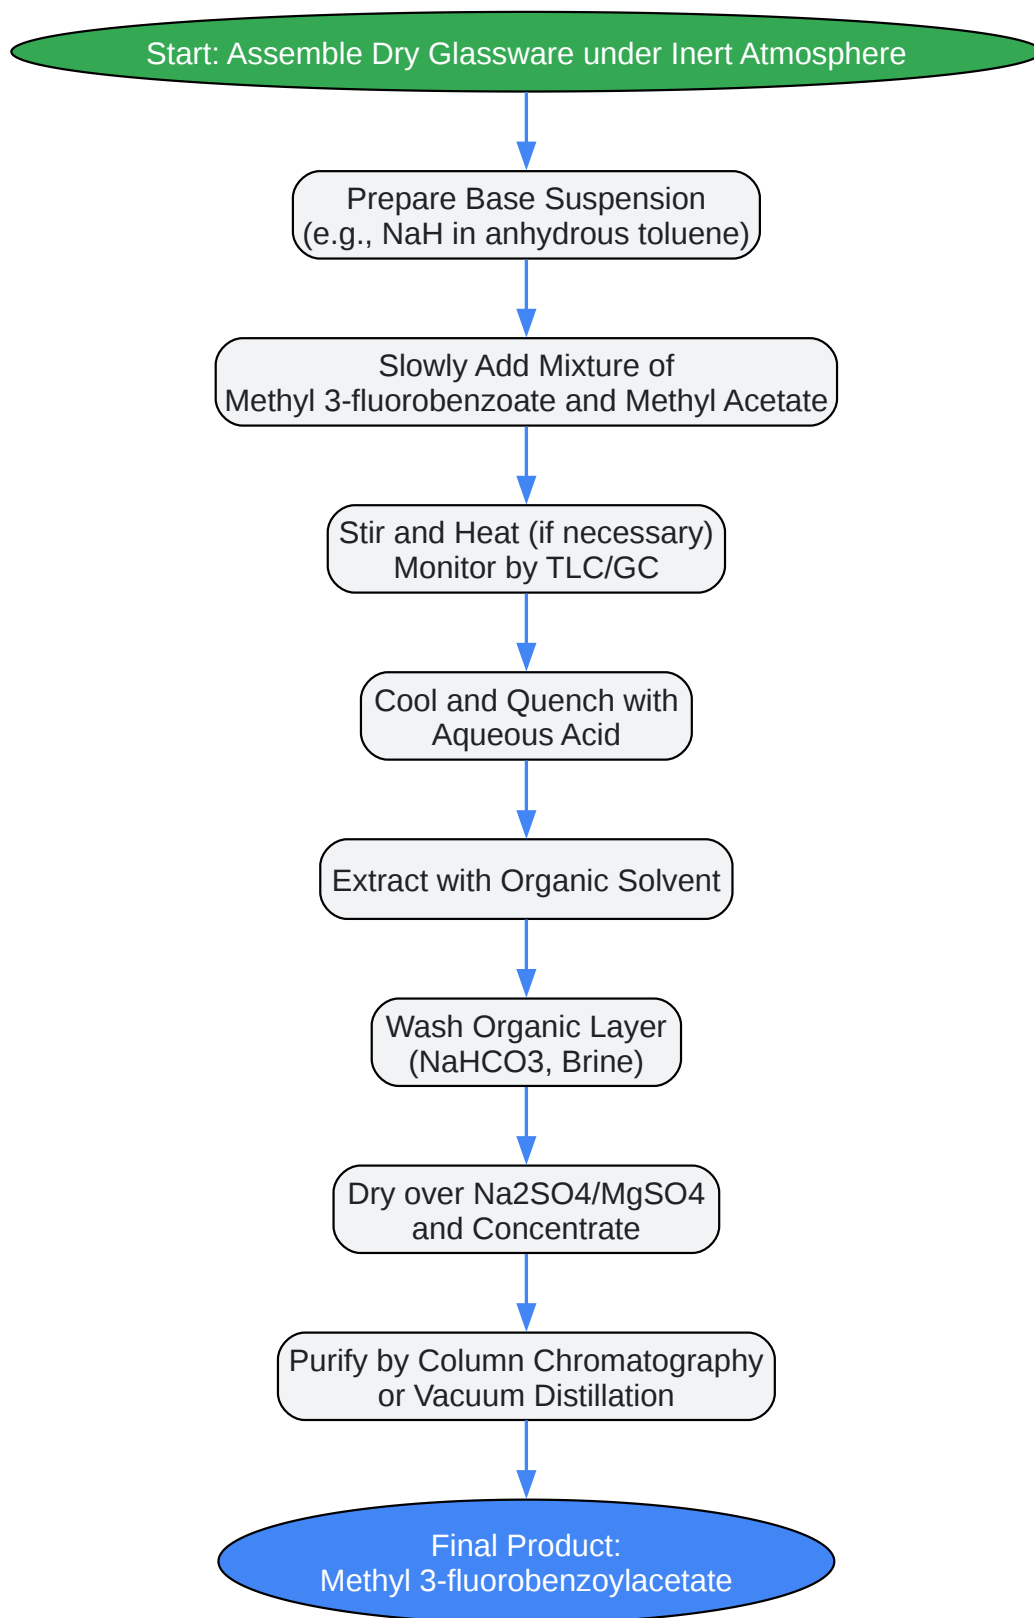 Start: Assemble Dry Glassware under Inert Atmosphere
Prepare Base Suspension
(e.g., NaH in anhydrous toluene)
Slowly Add Mixture of
Methyl 3-fluorobenzoate and Methyl Acetate
Stir and Heat (if necessary)
Monitor by TLC/GC
Cool and Quench with
Aqueous Acid
Extract with Organic Solvent
Wash Organic Layer
(NaHCO3, Brine)
Dry over Na2SO4/MgSO4
and Concentrate
Purify by Column Chromatography
or Vacuum Distillation
Final Product:
Methyl 3-fluorobenzoylacetate